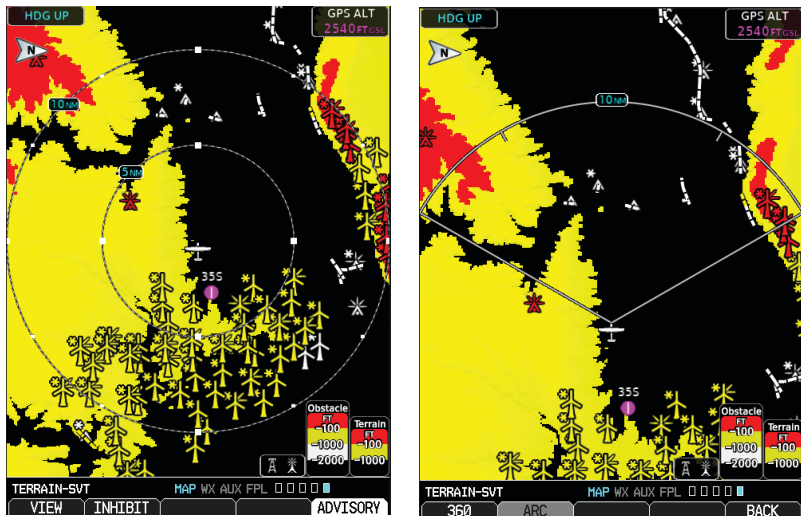 HDG UP
GPS ALT
2540FTGSL
N
10NM
5NM
35S
Obstacle
FT
-100
-1000
-2000
Terrain
FT
-100
-1000
TERRAIN-SVT
MAP WX AUX FPL
VIEW
INHIBIT
ADVISORY
HDG UP
GPS ALT
2540FTGSL
N
10NM
35S
Obstacle
FT
-100
-1000
-2000
Terrain
FT
-100
-1000
TERRAIN-SVT
MAP WX AUX FPL
360
ARC
BACK